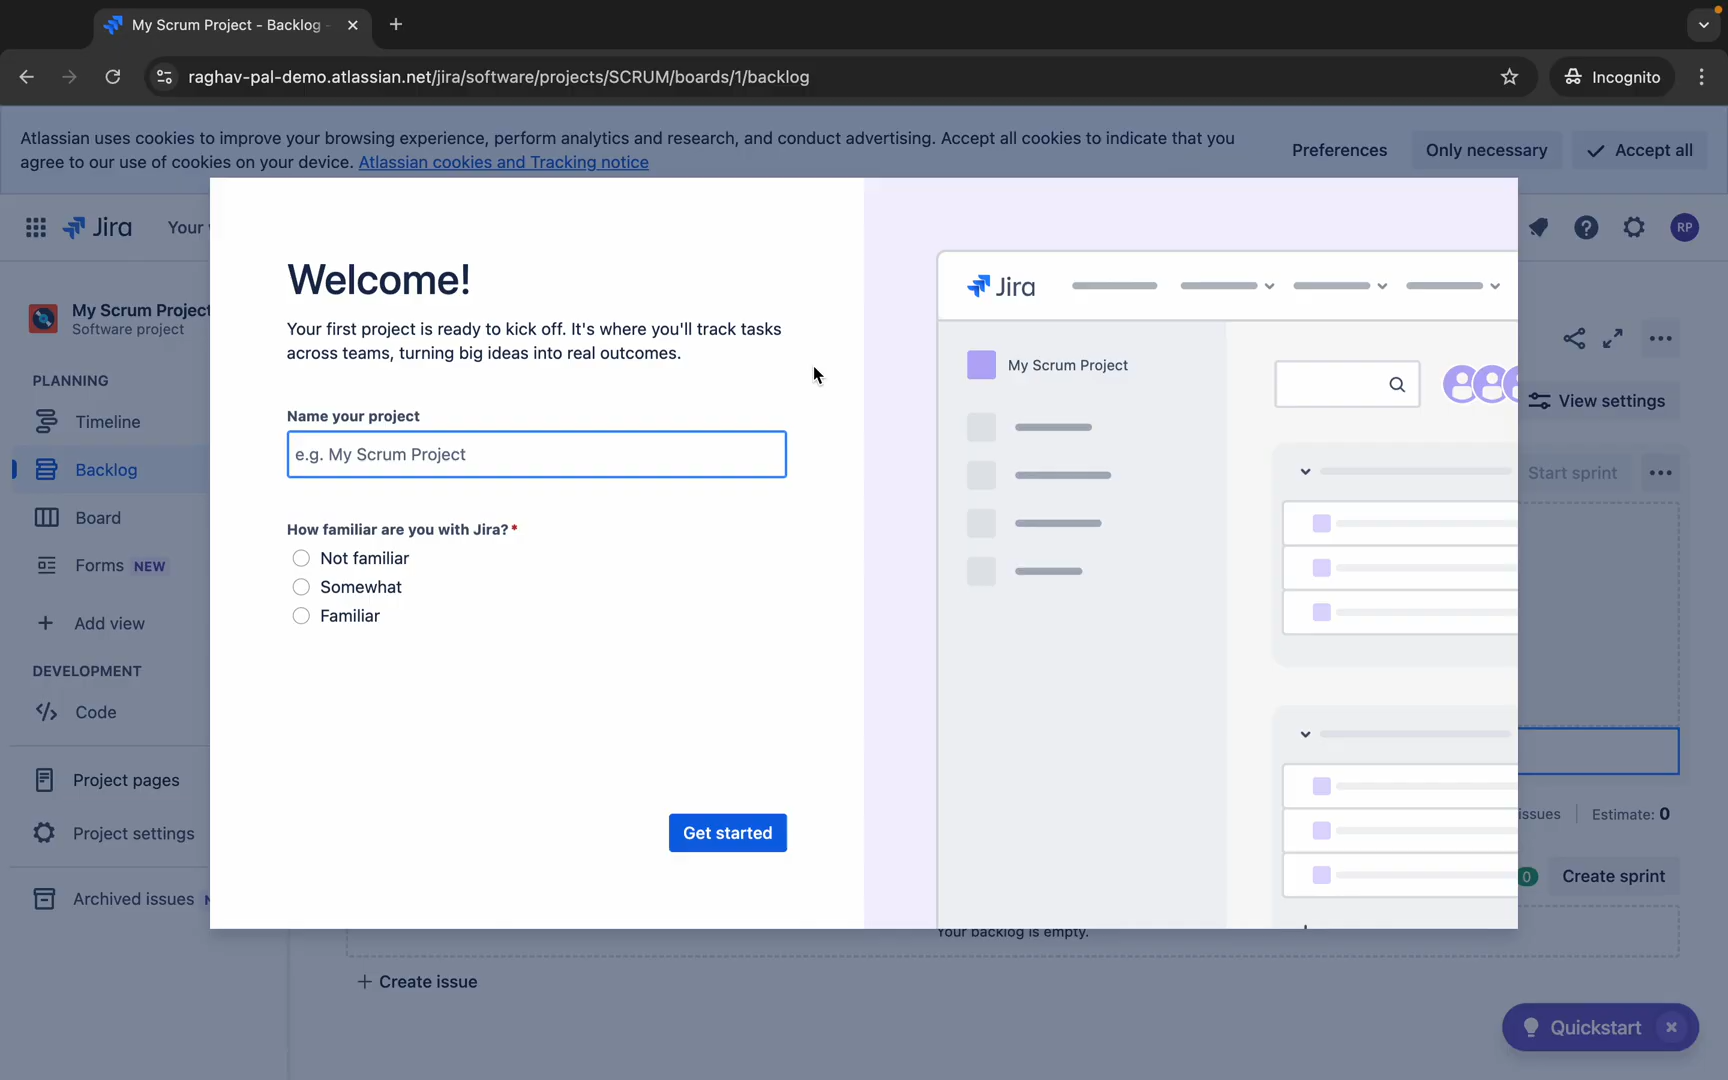 My Scrum Project - Backlog -
raghav-pal-demo.atlassian.net/jira/software/projects/SCRUM/boards/1/backlog
Incognito
Atlassian uses cookies to improve your browsing experience, perform analytics and research, and conduct advertising. Accept all cookies to indicate that you
agree to our use of cookies on your device. Atlassian cookies and Tracking notice
Preferences
Only necessary
Accept all
Jira
Your
RP
My Scrum Project
Software project
PLANNING
Timeline
Backlog
Board
Forms NEW
Add view
DEVELOPMENT
Code
Project pages
Project settings
Archived issues
Welcome!
Your first project is ready to kick off. It's where you'll track tasks
across teams, turning big ideas into real outcomes.
Name your project
e.g. My Scrum Project
How familiar are you with Jira? *
Not familiar
Somewhat
Familiar
Get started
Jira
My Scrum Project
View settings
Start sprint
issues
Estimate: 0
0
Create sprint
Your backlog is empty.
+ Create issue
Quickstart